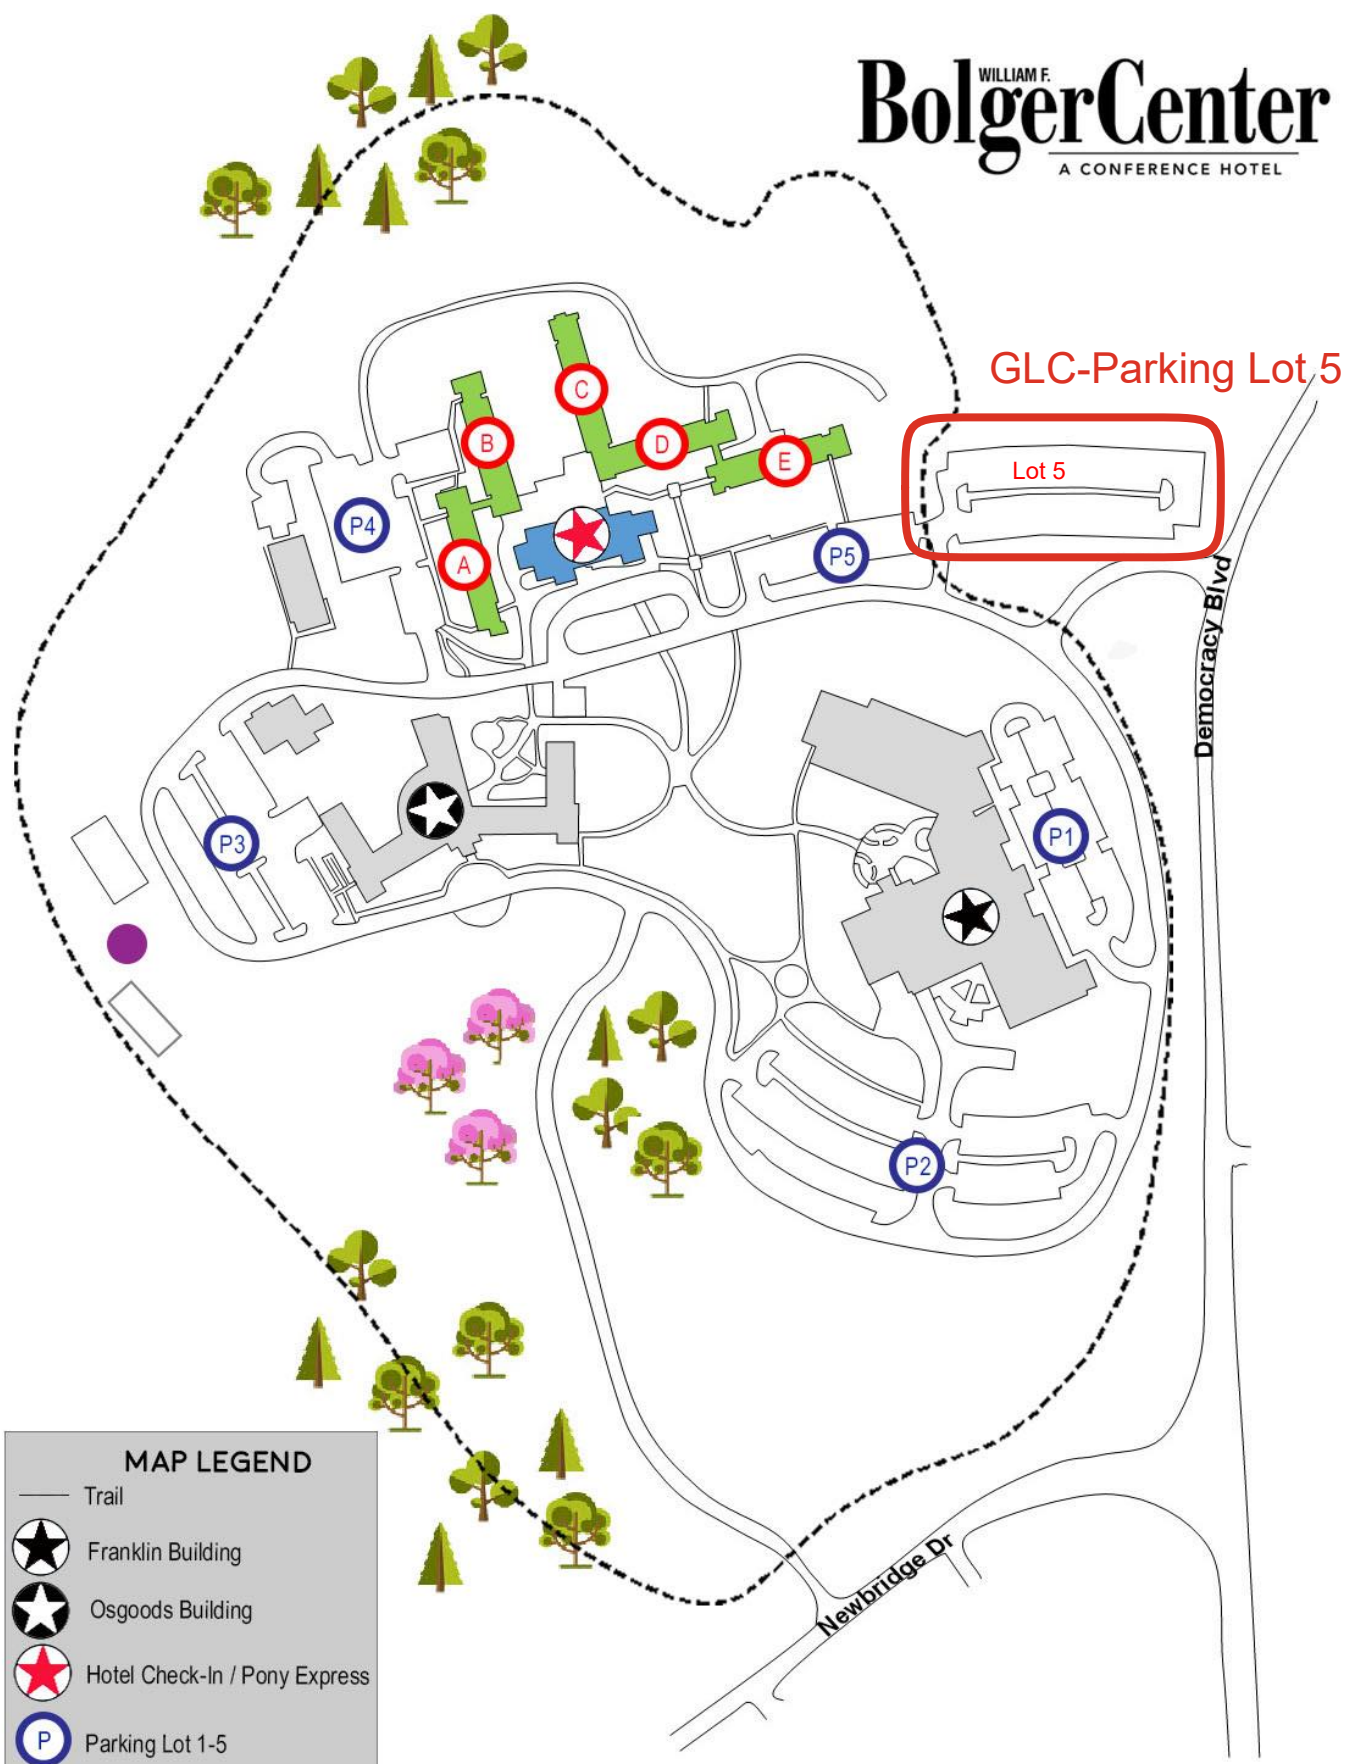 WILLIAM F.
BolgerCenter
A CONFERENCE HOTEL
GLC-Parking Lot 5
Lot 5
C
B
D
E
P4
A
P5
Democracy Blvd
P3
P1
P2
Newbridge Dr
MAP LEGEND
Trail
Franklin Building
Osgoods Building
Hotel Check-In / Pony Express
P
Parking Lot 1-5